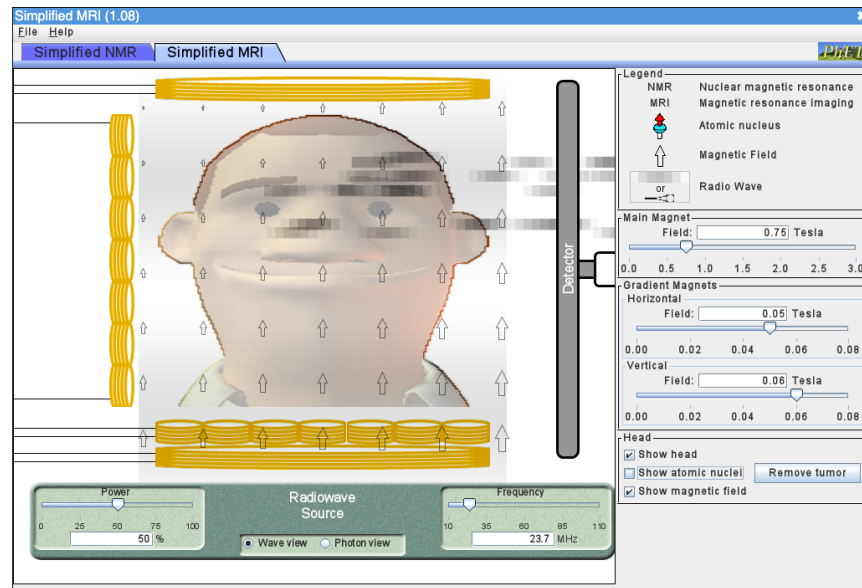 Simplified MRI (1.08)
File Help
Simplified NMR Simplified MRI PhET
Legend
NMR Nuclear magnetic resonance
MRI Magnetic resonance imaging
Atomic nucleus
Magnetic Field
or Radio Wave
Main Magnet
Field: 0.75 Tesla
0.0 0.5 1.0 1.5 2.0 2.5 3.0
Gradient Magnets
Horizontal
Field: 0.05 Tesla
0.00 0.02 0.04 0.06 0.08
Vertical
Field: 0.06 Tesla
0.00 0.02 0.04 0.06 0.08
Head
Show head
Show atomic nuclei Remove tumor
Show magnetic field
Detector
Power
0 25 50 75 100
50 %
Radiowave
Source
Wave view Photon view
Frequency
10 35 60 85 110
23.7 MHz